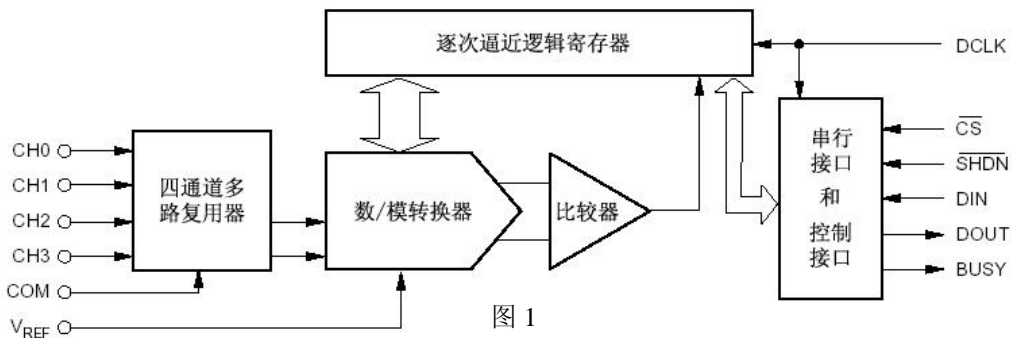 逐次逼近逻辑寄存器
DCLK
CH0
CH1
CH2
CH3
COM
VREF
四通道多
路复用器
数/模转换器
比较器
串行
接口
和
控制
接口
CS
SHDN
DIN
DOUT
BUSY
图 1